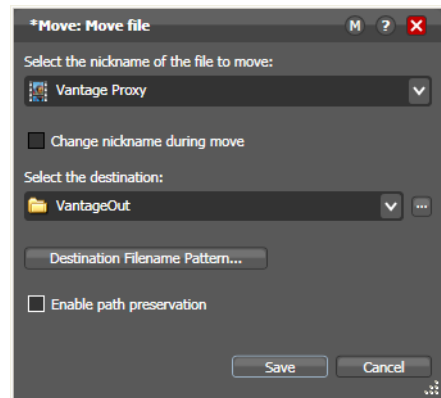 *Move: Move file
M ?
Select the nickname of the file to move:
Vantage Proxy
Change nickname during move
Select the destination:
VantageOut
...
Destination Filename Pattern...
Enable path preservation
Save Cancel